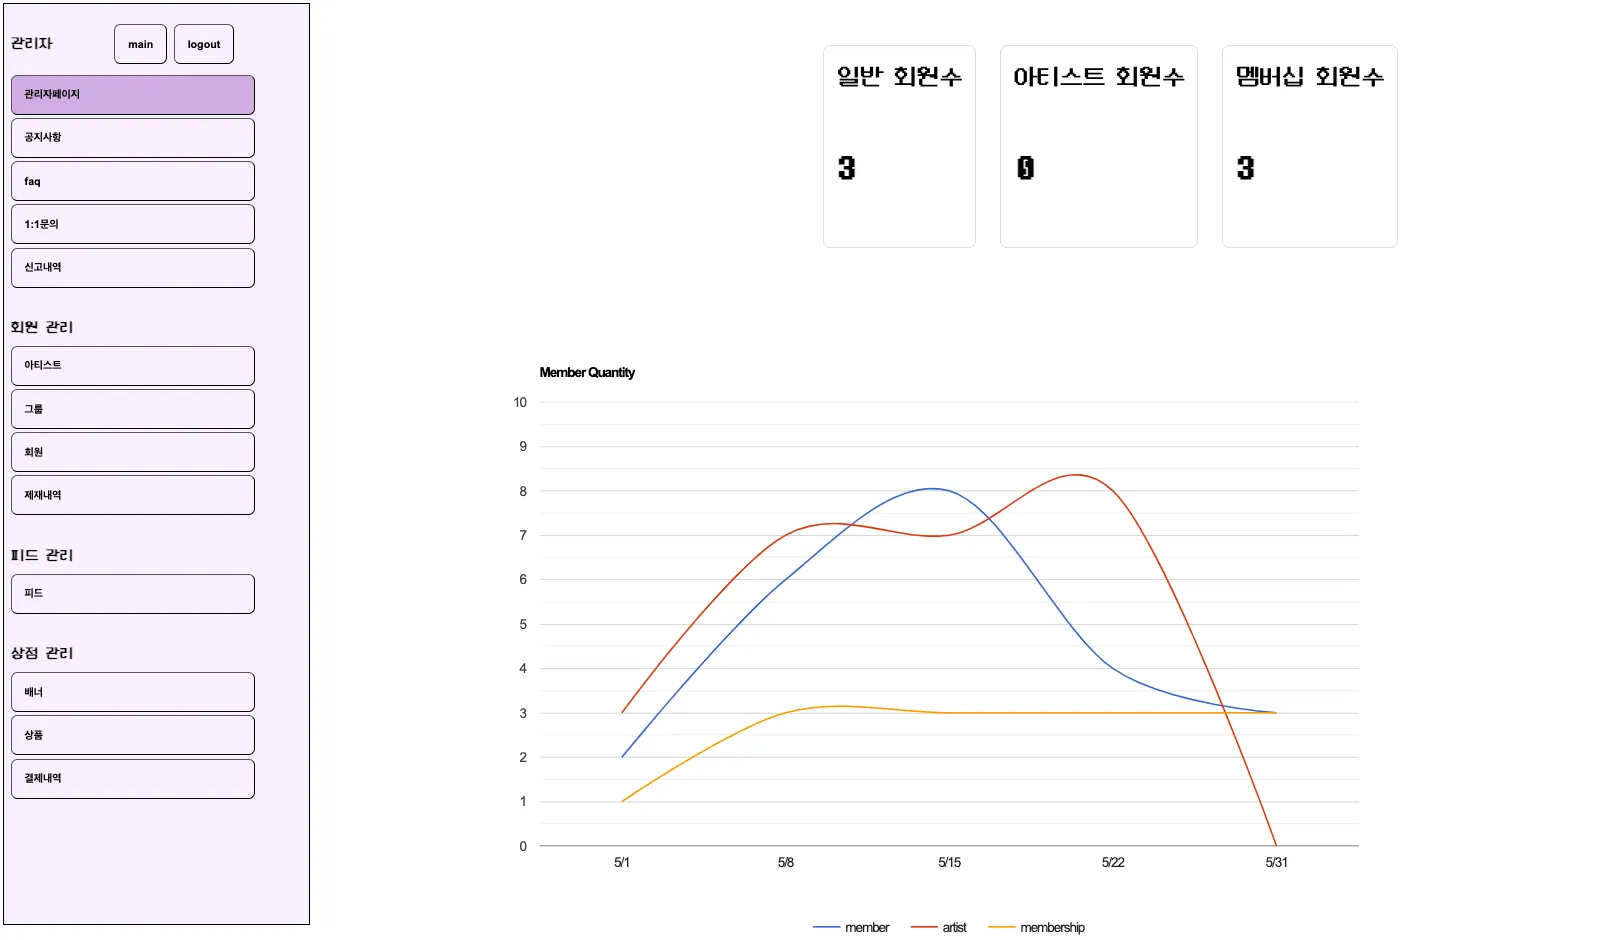 관리자 main logout
관리자페이지
공지사항
faq
1:1문의
신고내역
회원 관리
아티스트
그룹
회원
제재내역
피드 관리
피드
상점 관리
배너
상품
결제내역
일반 회원수
3
아티스트 회원수
0
멤버십 회원수
3
Member Quantity
10
9
8
7
6
5
4
3
2
1
0
5/1 5/8 5/15 5/22 5/31
member artist membership